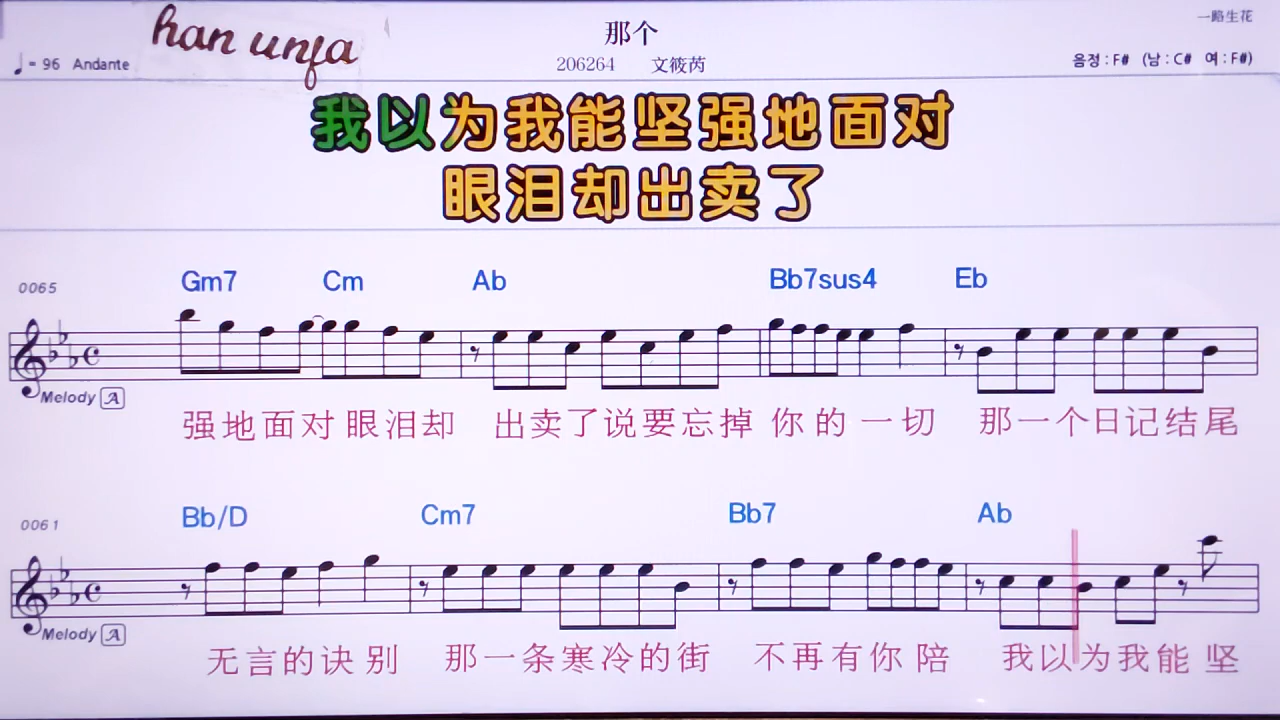 han unfa
那个
一路生花
♩= 96 Andante
206264 文筱芮
음정 : F# (남 : C# 여 : F#)
我以为我能坚强地面对
眼泪却出卖了
0065
Gm7 Cm Ab Bb7sus4 Eb
Melody A
强地面对眼泪却 出卖了说要忘掉 你的一切 那一个日记结尾
0061
Bb/D Cm7 Bb7 Ab
Melody A
无言的诀别 那一条寒冷的街 不再有你陪 我以为我能 坚